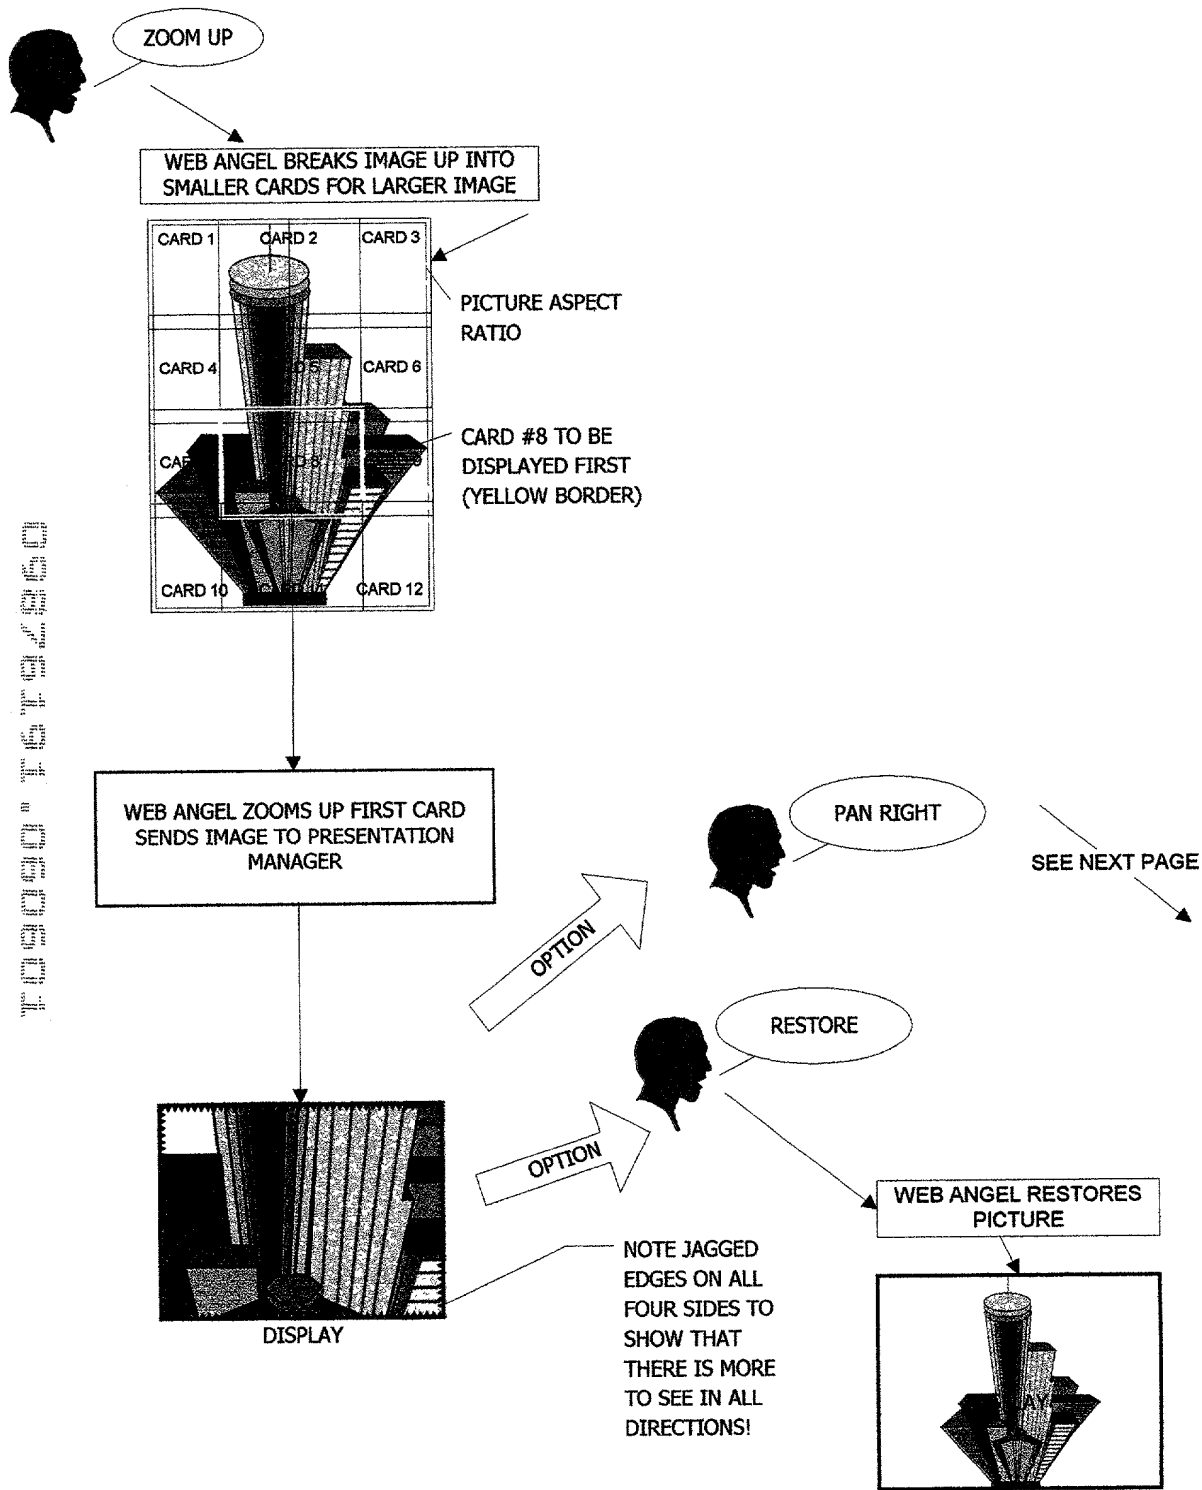 ZOOM UP
WEB ANGEL BREAKS IMAGE UP INTO
SMALLER CARDS FOR LARGER IMAGE
CARD 1
CARD 2
CARD 3
PICTURE ASPECT
RATIO
CARD 4
CARD 6
CARD #8 TO BE
DISPLAYED FIRST
(YELLOW BORDER)
CARD 10
CARD 12
WEB ANGEL ZOOMS UP FIRST CARD
SENDS IMAGE TO PRESENTATION
MANAGER
PAN RIGHT
SEE NEXT PAGE
OPTION
RESTORE
OPTION
WEB ANGEL RESTORES
PICTURE
NOTE JAGGED
EDGES ON ALL
FOUR SIDES TO
SHOW THAT
THERE IS MORE
TO SEE IN ALL
DIRECTIONS!
DISPLAY